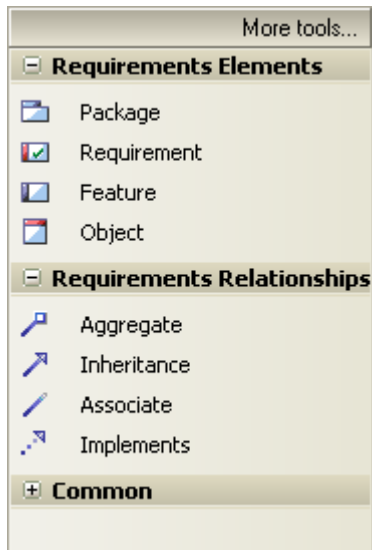 More tools...
Requirements Elements
Package
Requirement
Feature
Object
Requirements Relationships
Aggregate
Inheritance
Associate
Implements
Common